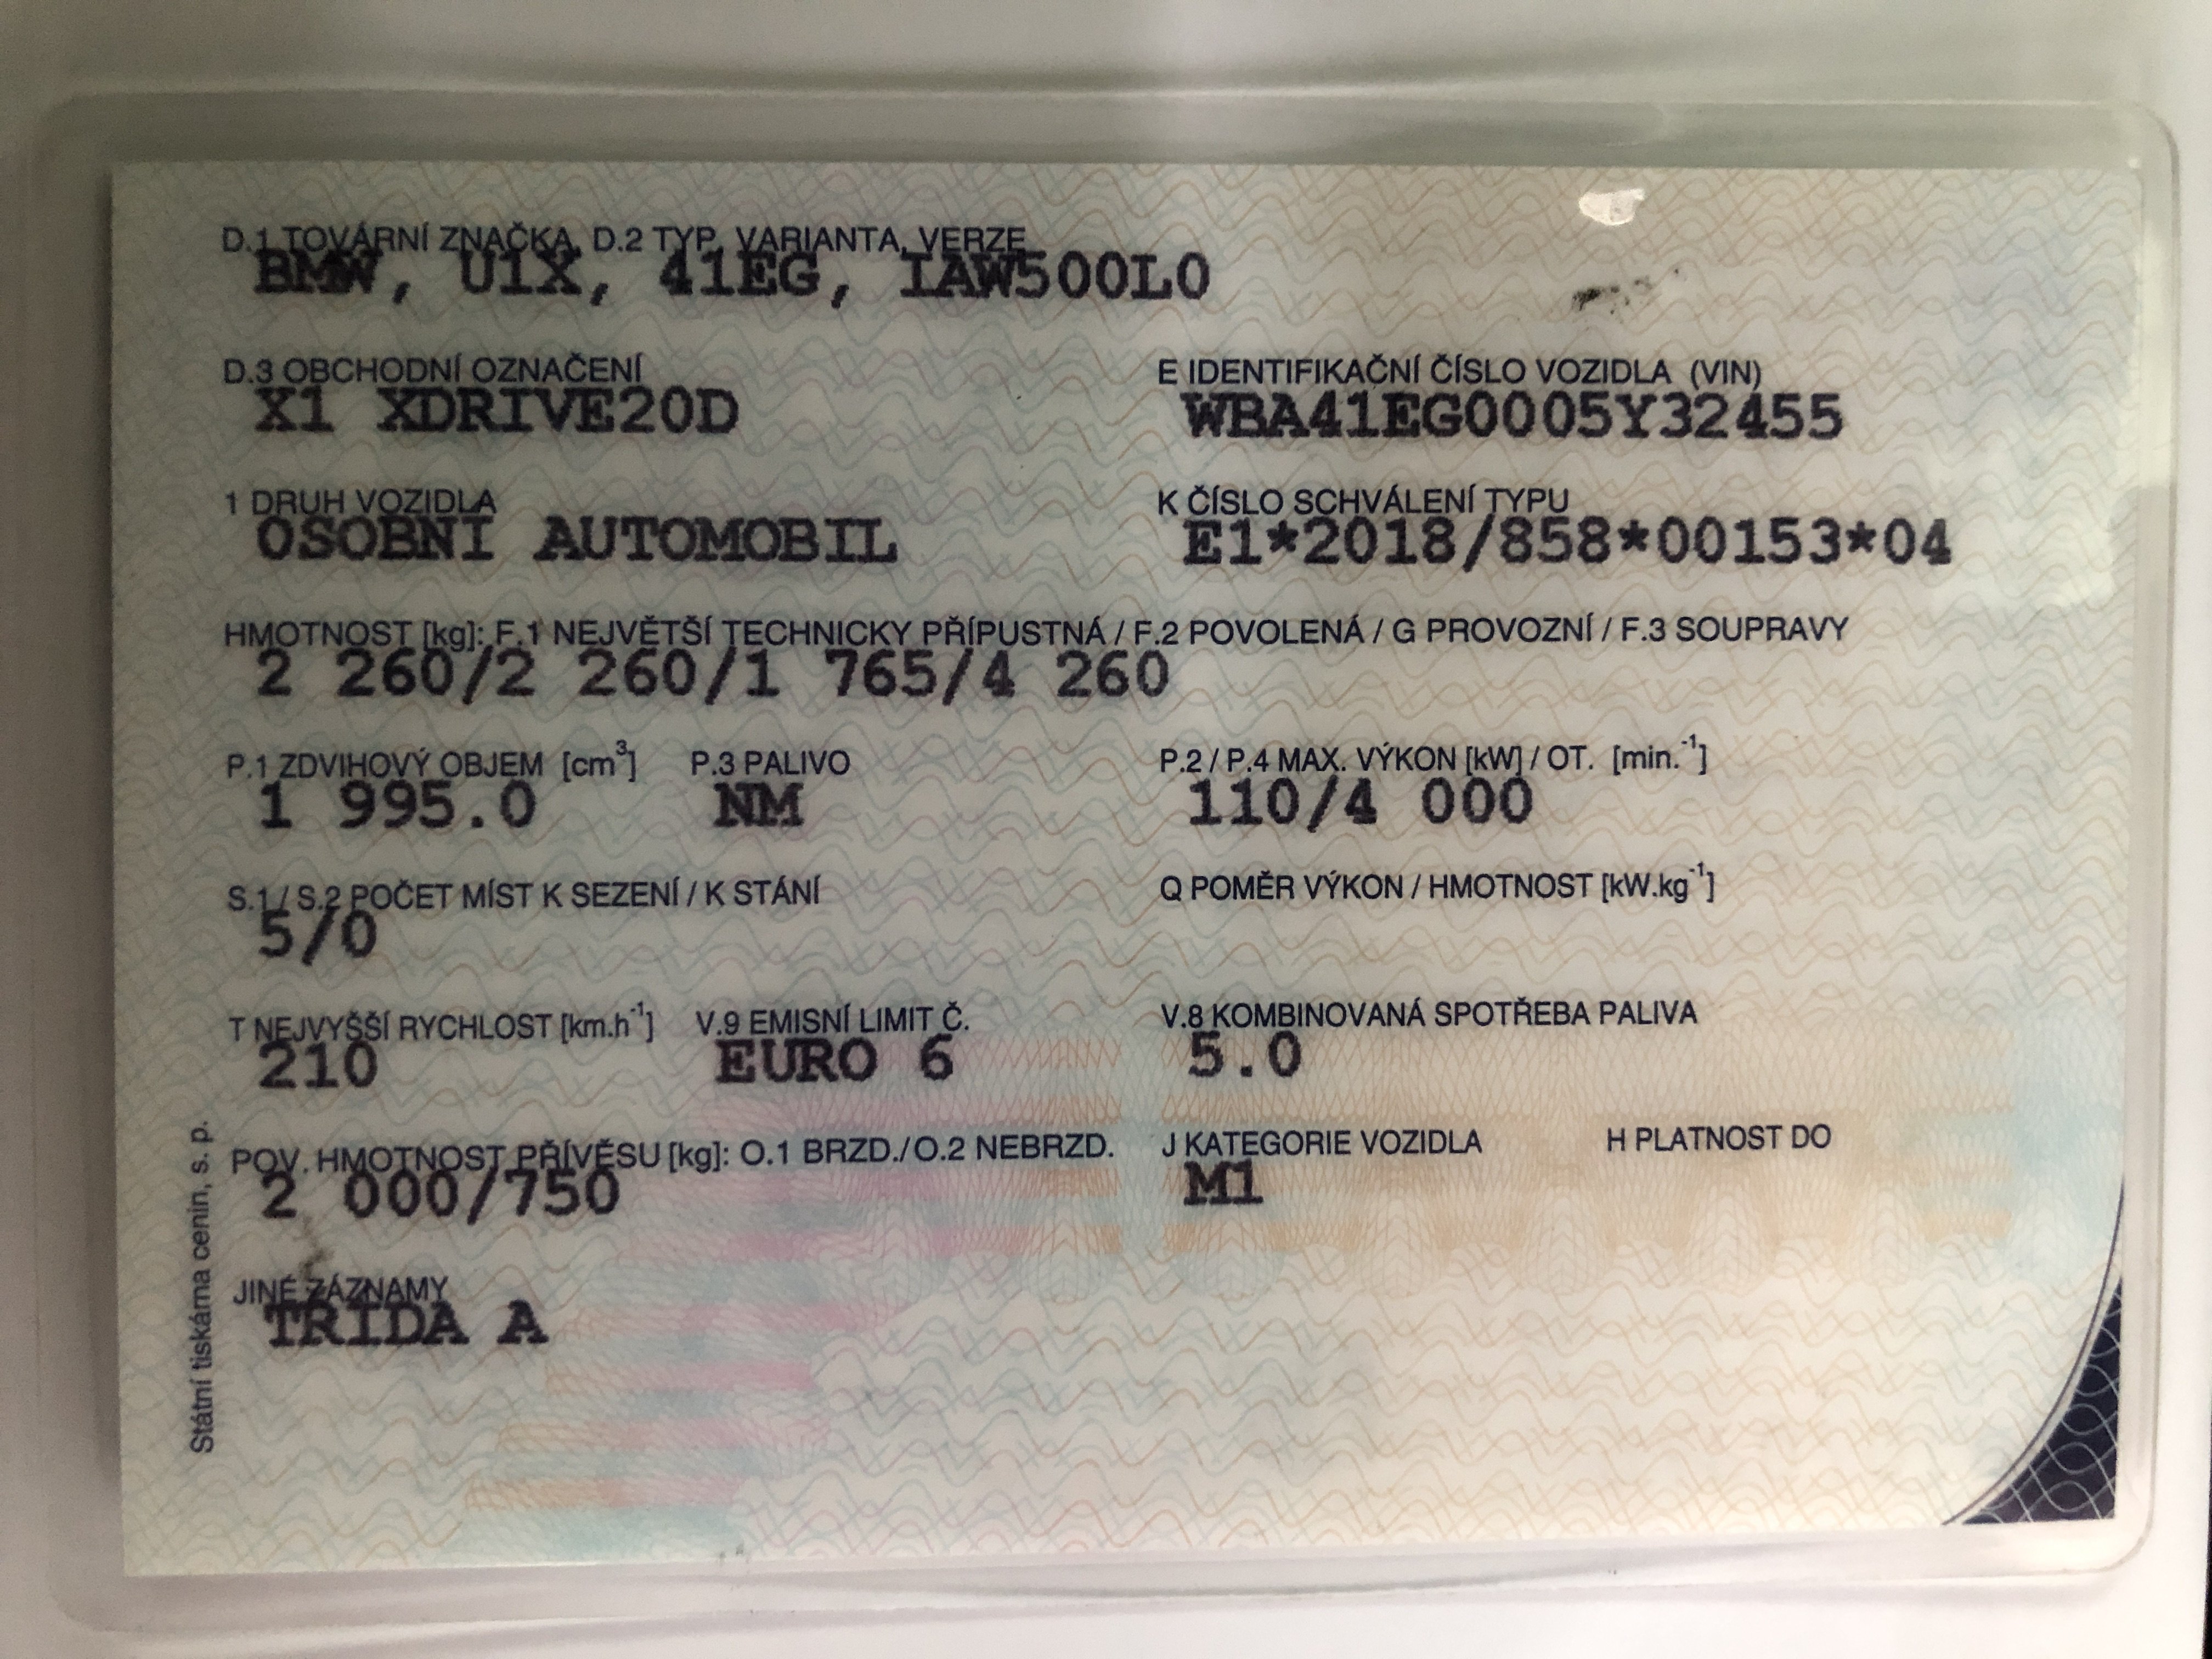 D.1 TOVÁRNÍ ZNAČKA, D.2 TYP, VARIANTA, VERZE
BMW, U1X, 41EG, IAW500L0
D.3 OBCHODNÍ OZNAČENÍ E IDENTIFIKAČNÍ ČÍSLO VOZIDLA (VIN)
X1 XDRIVE20D WBA41EG0005Y32455
1 DRUH VOZIDLA K ČÍSLO SCHVÁLENÍ TYPU
OSOBNÍ AUTOMOBIL E1*2018/858*00153*04
HMOTNOST [kg]: F.1 NEJVĚTŠÍ TECHNICKY PŘÍPUSTNÁ / F.2 POVOLENÁ / G PROVOZNÍ / F.3 SOUPRAVY
2 260/2 260/1 765/4 260
P.1 ZDVIHOVÝ OBJEM [cm³] P.3 PALIVO P.2 / P.4 MAX. VÝKON [kW] / OT. [min.⁻¹]
1 995.0 NM 110/4 000
S.1 / S.2 POČET MÍST K SEZENÍ / K STÁNÍ Q POMĚR VÝKON / HMOTNOST [kW.kg⁻¹]
5/0
T NEJVYŠŠÍ RYCHLOST [km.h⁻¹] V.9 EMISNÍ LIMIT Č. V.8 KOMBINOVANÁ SPOTŘEBA PALIVA
210 EURO 6 5.0
POV. HMOTNOST PŘÍVĚSU [kg]: O.1 BRZD./O.2 NEBRZD. J KATEGORIE VOZIDLA H PLATNOST DO
2 000/750 M1
JINÉ ZÁZNAMY
TŘÍDA A
Státní tiskárna cenin, s. p.